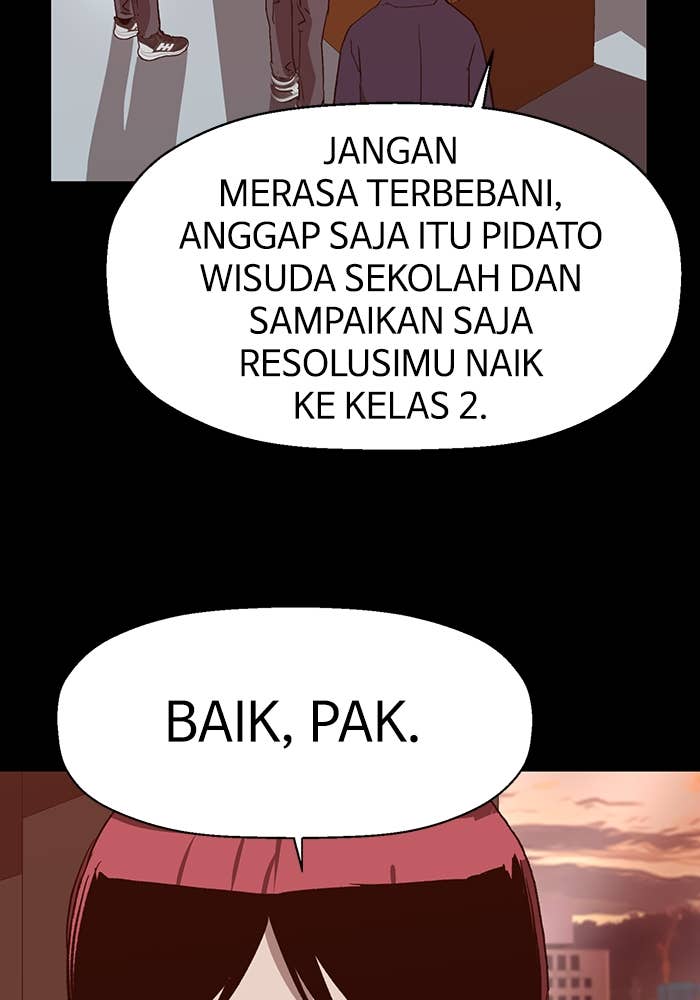 JANGAN
MERASA TERBEBANI,
ANGGAP SAJA ITU PIDATO
WISUDA SEKOLAH DAN
SAMPAIKAN SAJA
RESOLUSIMU NAIK
KE KELAS 2.
BAIK, PAK.